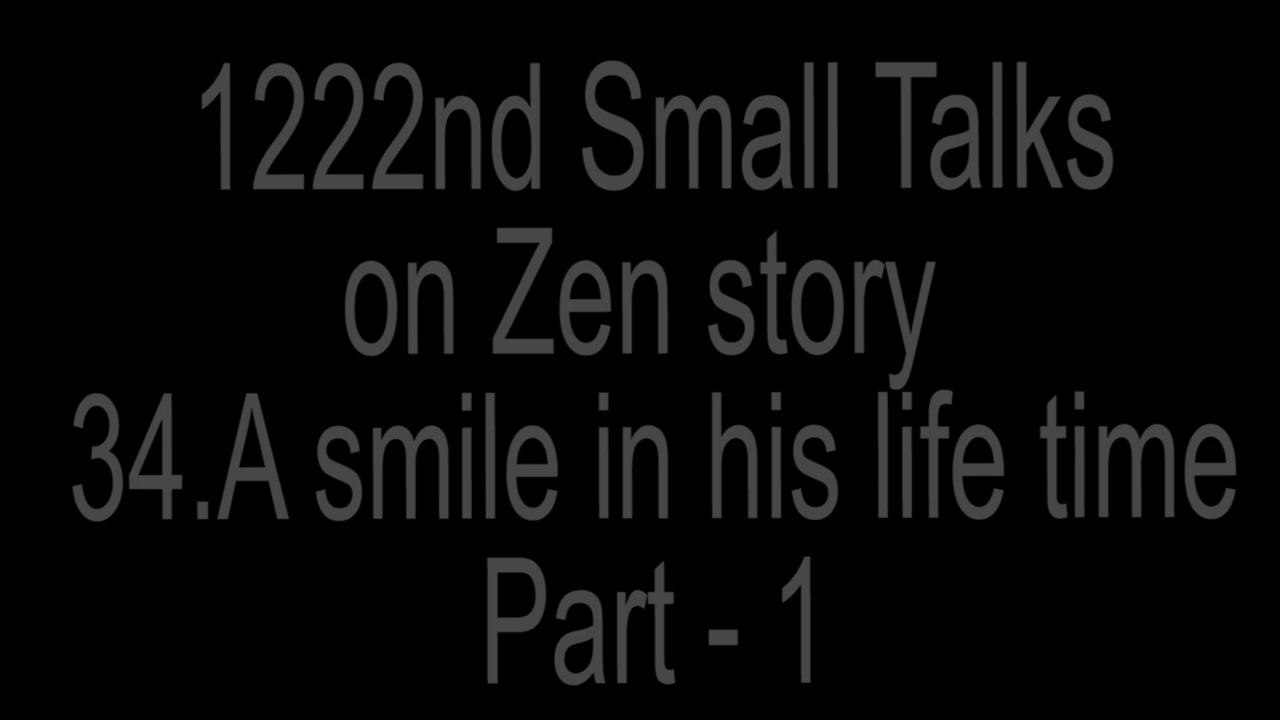 1222nd Small Talks
on Zen story
34.A smile in his life time
Part - 1